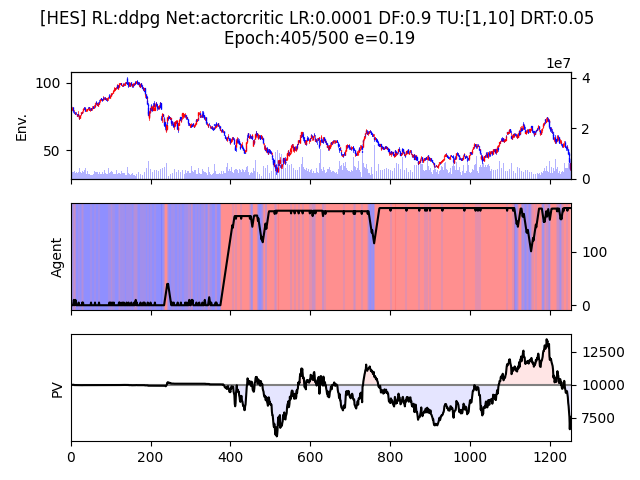 [HES] RL:ddpg Net:actorcritic LR:0.0001 DF:0.9 TU:[1,10] DRT:0.05
Epoch:405/500 e=0.19
1e7
100
50
Env.
4
2
0
Agent
100
0
PV
12500
10000
7500
0 200 400 600 800 1000 1200